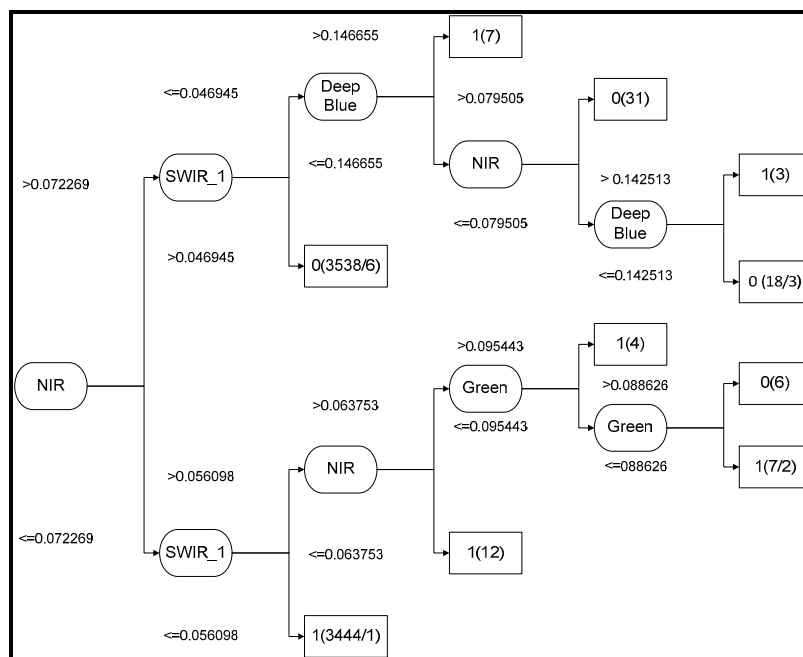 >0.146655
1(7)
<=0.046945
Deep
Blue
>0.079505
0(31)
>0.072269
SWIR_1
<=0.146655
NIR
> 0.142513
1(3)
>0.046945
<=0.079505
Deep
Blue
0(3538/6)
<=0.142513
0 (18/3)
>0.095443
1(4)
NIR
>0.063753
Green
>0.088626
0(6)
<=0.095443
Green
>0.056098
NIR
<=088626
1(7/2)
<=0.072269
SWIR_1
<=0.063753
1(12)
<=0.056098
1(3444/1)